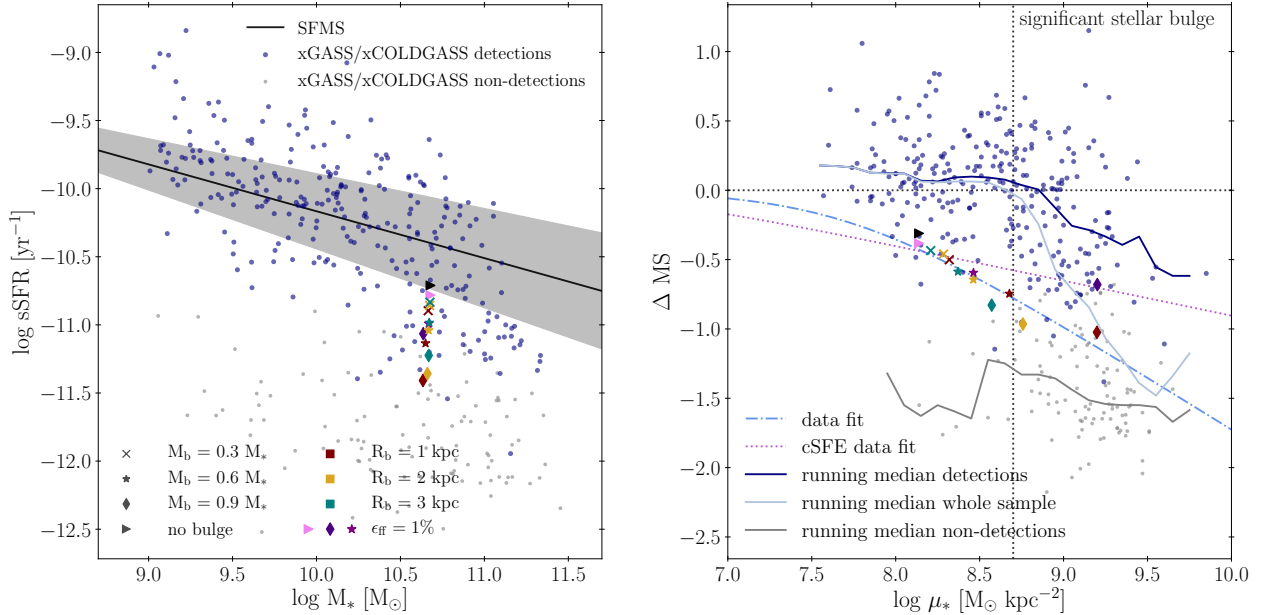 SFMS
xGASS/xCOLDGASS detections
xGASS/xCOLDGASS non-detections
−9.0
−9.5
−10.0
−10.5
−11.0
−11.5
−12.0
−12.5
log sSFR [yr⁻¹]
M_b = 0.3 M_*
M_b = 0.6 M_*
M_b = 0.9 M_*
no bulge
R_b = 1 kpc
R_b = 2 kpc
R_b = 3 kpc
ϵ_ff = 1%
9.0 9.5 10.0 10.5 11.0 11.5
log M_* [M_⊙]
significant stellar bulge
1.0
0.5
0.0
−0.5
−1.0
−1.5
−2.0
−2.5
Δ MS
data fit
cSFE data fit
running median detections
running median whole sample
running median non-detections
7.0 7.5 8.0 8.5 9.0 9.5 10.0
log μ_* [M_⊙ kpc⁻²]